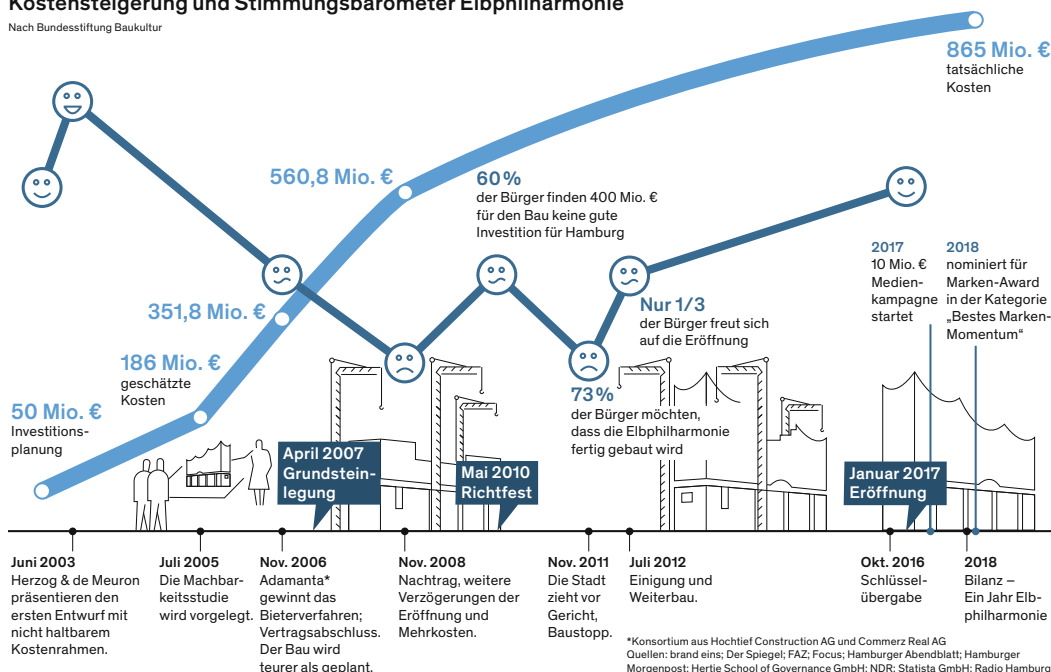 Kostensteigerung und Stimmungsbarometer Elbphilharmonie
Nach Bundesstiftung Baukultur
865 Mio. €
tatsächliche
Kosten
560,8 Mio. €
60 %
der Bürger finden 400 Mio. €
für den Bau keine gute
Investition für Hamburg
2017
10 Mio. €
Medien-
kampagne
startet
2018
nominiert für
Marken-Award
in der Kategorie
„Bestes Marken-
Momentum“
351,8 Mio. €
Nur 1/3
der Bürger freut sich
auf die Eröffnung
186 Mio. €
geschätzte
Kosten
73 %
der Bürger möchten,
dass die Elbphilharmonie
fertig gebaut wird
50 Mio. €
Investitions-
planung
April 2007
Grundstein-
legung
Mai 2010
Richtfest
Januar 2017
Eröffnung
Juni 2003
Herzog & de Meuron
präsentieren den
ersten Entwurf mit
nicht haltbarem
Kostenrahmen.
Juli 2005
Die Machbar-
keitsstudie
wird vorgelegt.
Nov. 2006
Adamanta*
gewinnt das
Bieterverfahren;
Vertragsabschluss.
Der Bau wird
teurer als geplant.
Nov. 2008
Nachtrag, weitere
Verzögerungen der
Eröffnung und
Mehrkosten.
Nov. 2011
Die Stadt
zieht vor
Gericht,
Baustopp.
Juli 2012
Einigung und
Weiterbau.
Okt. 2016
Schlüssel-
übergabe
2018
Bilanz –
Ein Jahr Elb-
philharmonie
*Konsortium aus Hochtief Construction AG und Commerz Real AG
Quellen: brand eins; Der Spiegel; FAZ; Focus; Hamburger Abendblatt; Hamburger
Morgenpost; Hertie School of Governance GmbH; NDR; Statista GmbH; Radio Hamburg